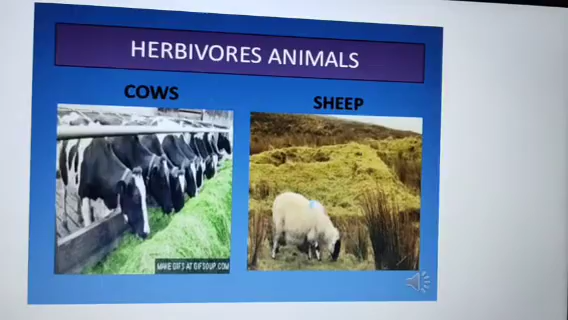 HERBIVORES ANIMALS
COWS
SHEEP
MAKE GIFS AT GIFSOUP.COM